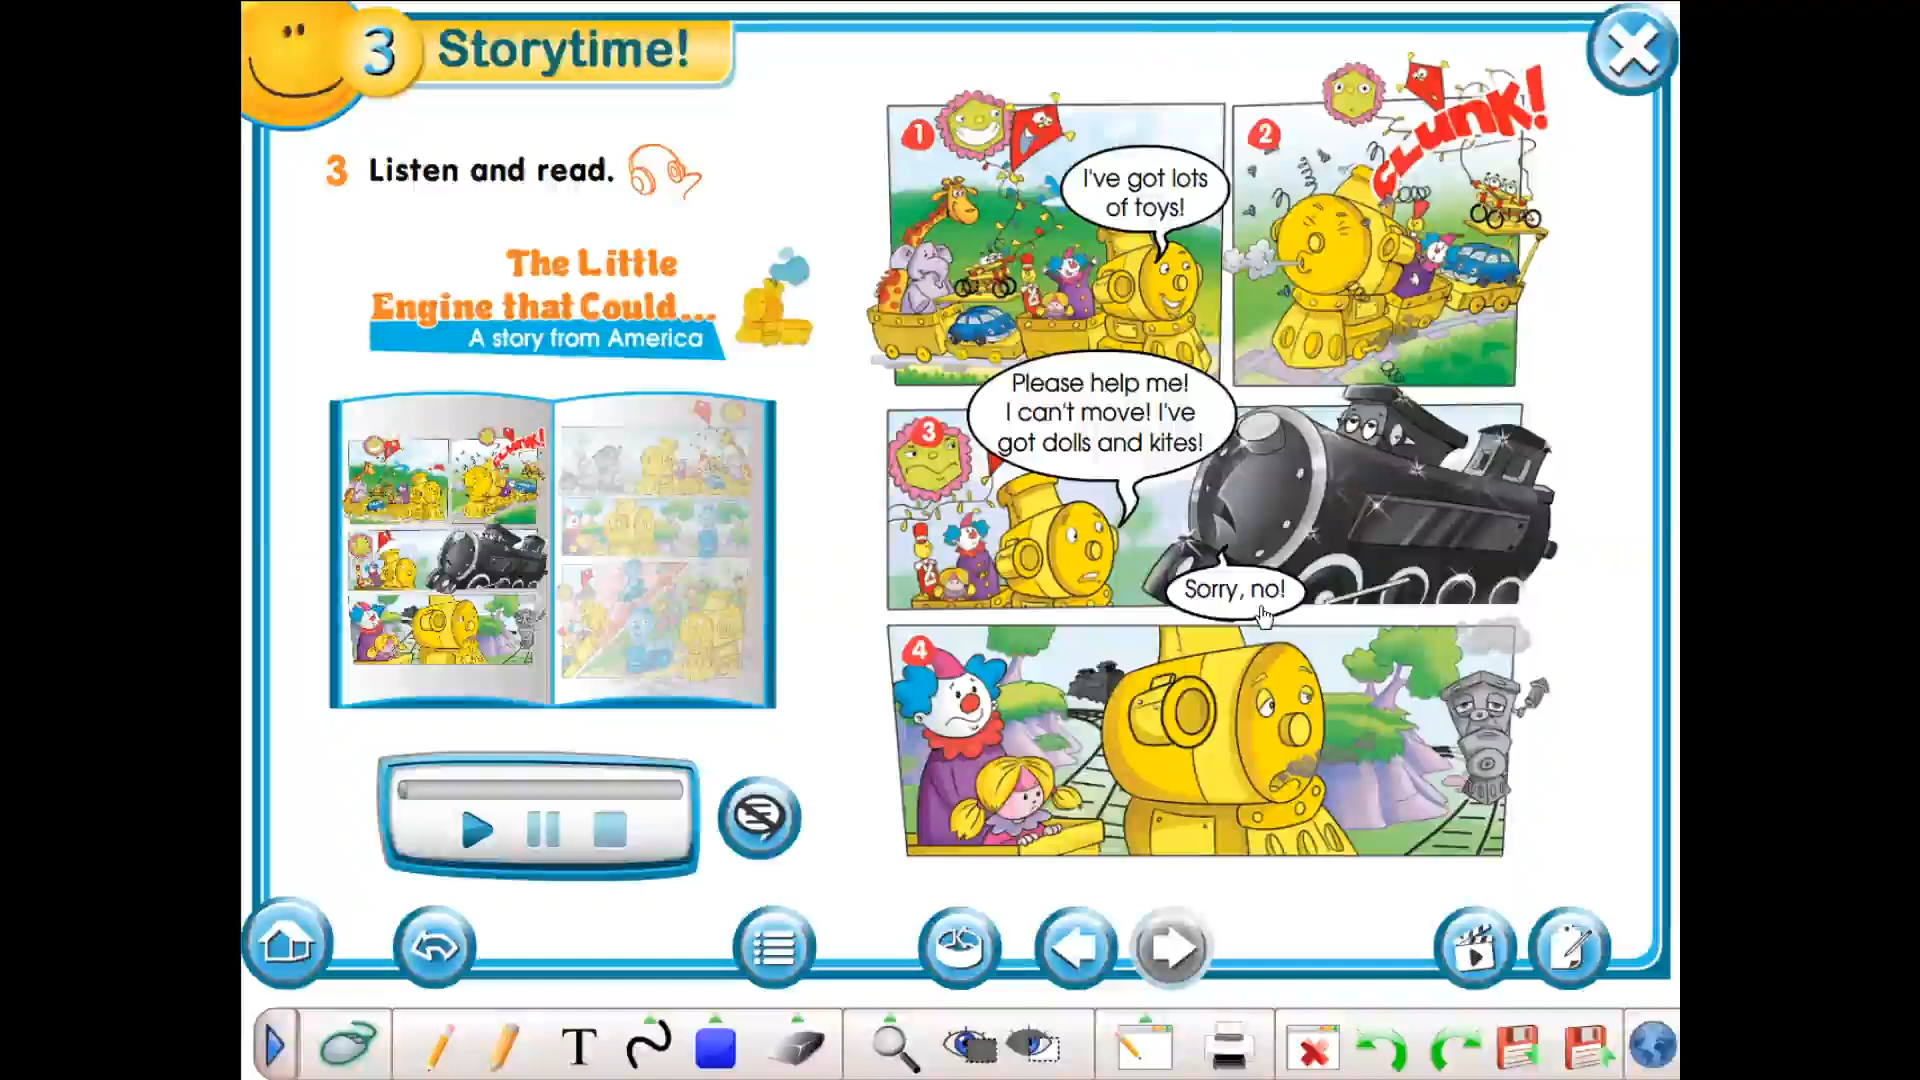 3 Storytime!
3 Listen and read.
The Little
Engine that Could...
A story from America
1
I've got lots
of toys!
2
CLUNK!
3
Please help me!
I can't move! I've
got dolls and kites!
Sorry, no!
4
CLUNK!
T